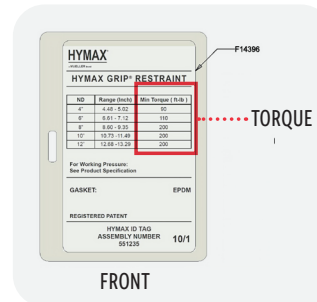 HYMAX®
F14396
HYMAX GRIP® RESTRAINT
ND Range (Inch) Min Torque ( ft-lb )
4" 4.48 - 5.02 90
6" 6.61 - 7.12 110
8" 8.60 - 9.35 200
10" 10.73 -11.49 200
12" 12.68 -13.29 200
TORQUE
For Working Pressure:
See Product Specification
GASKET: EPDM
REGISTERED PATENT
HYMAX ID TAG
ASSEMBLY NUMBER
551235
10/1
FRONT